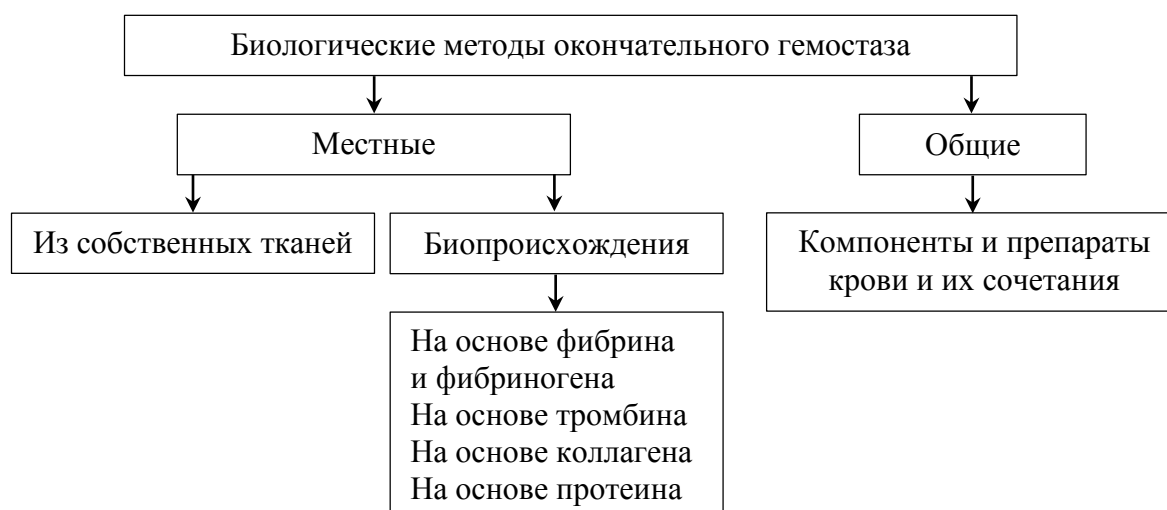 Биологические методы окончательного гемостаза
Местные
Общие
Из собственных тканей
Биопроисхождения
Компоненты и препараты
крови и их сочетания
На основе фибрина
и фибриногена
На основе тромбина
На основе коллагена
На основе протеина